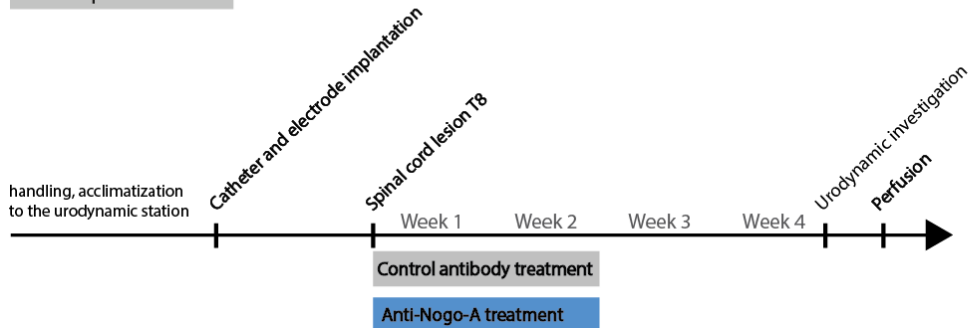 Catheter and electrode implantation
Spinal cord lesion T8
Urodynamic investigation
Perfusion
handling, acclimatization
to the urodynamic station
Week 1
Week 2
Week 3
Week 4
Control antibody treatment
Anti-Nogo-A treatment